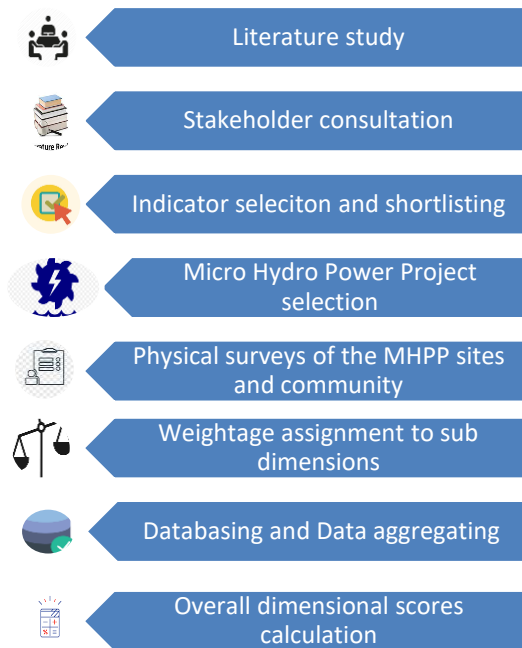 Literature study
Stakeholder consultation
Indicator seleciton and shortlisting
Micro Hydro Power Project
selection
Physical surveys of the MHPP sites
and community
Weightage assignment to sub
dimensions
Databasing and Data aggregating
Overall dimensional scores
calculation